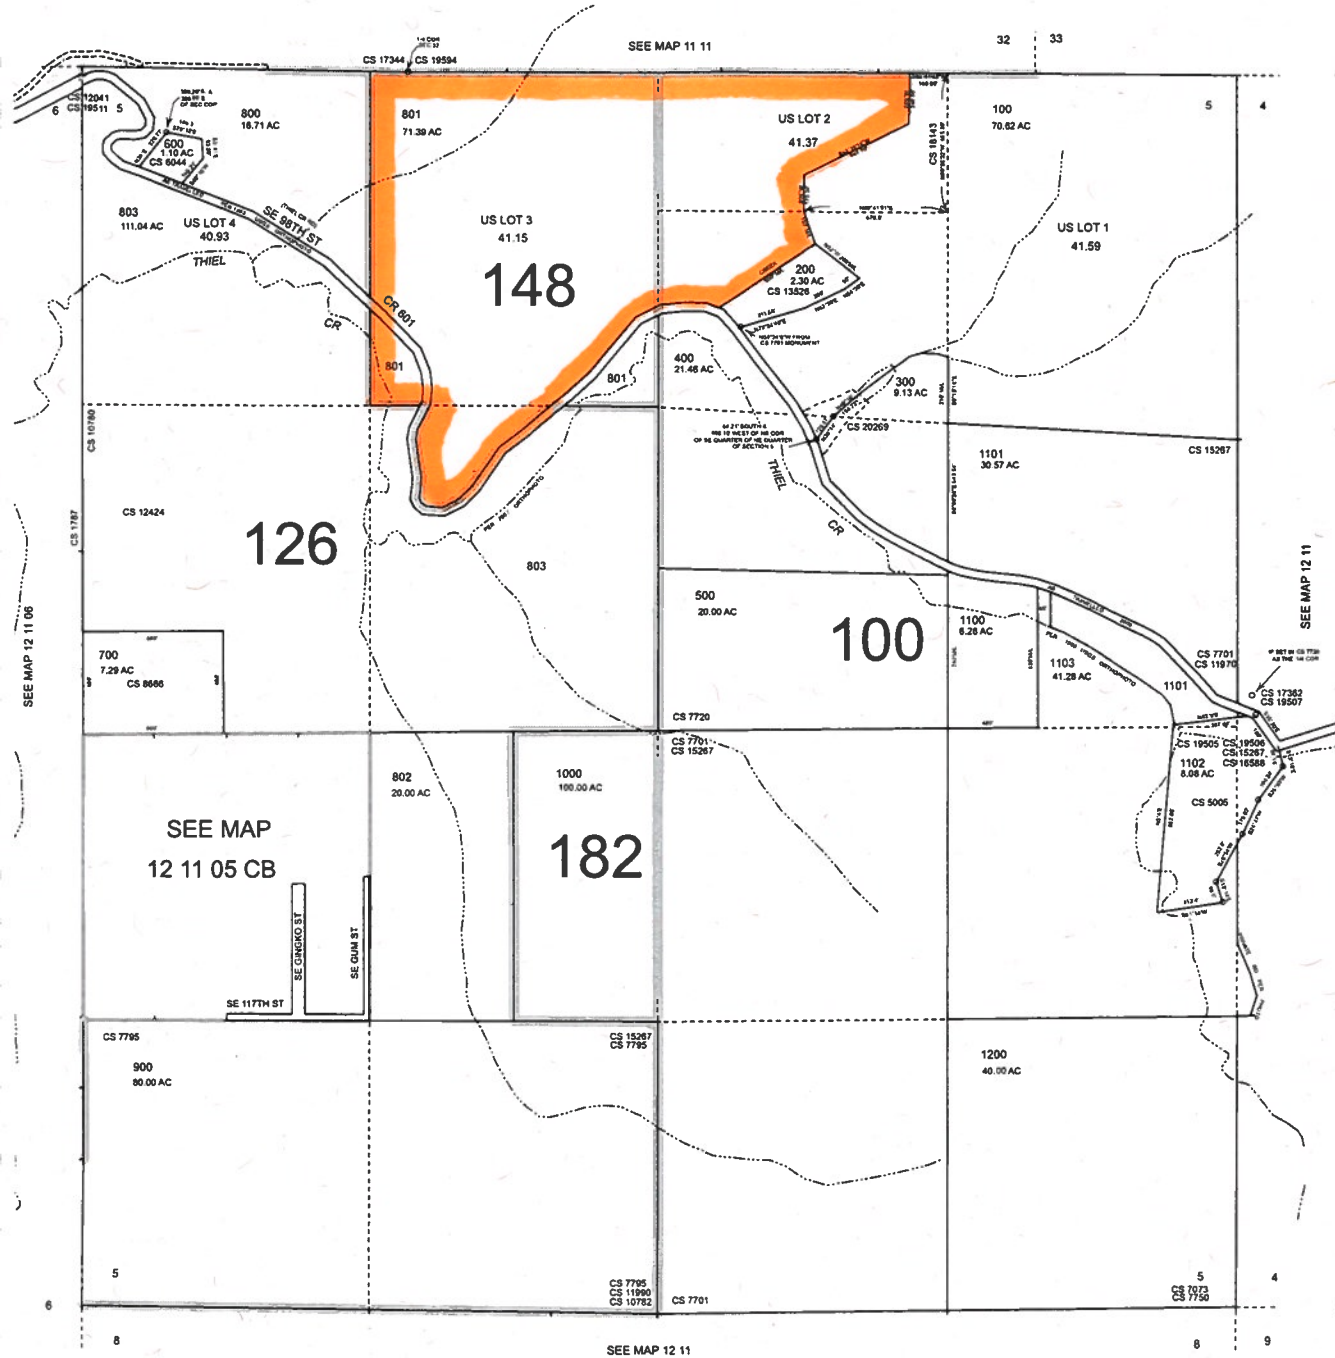 SEE MAP 11 11
32
33
CS 17344
CS 19594
6
CS 12041
CS 19511
5
800
16.71 AC
801
71.39 AC
US LOT 2
41.37
CS 18143
100
70.62 AC
5
4
600
1.10 AC
CS 6044
803
111.04 AC
US LOT 4
40.93
SE 98TH ST
THIEL
CR
CR 601
US LOT 3
41.15
148
US LOT 1
41.59
CREEK
200
2.30 AC
CS 13526
801
801
400
21.46 AC
300
9.13 AC
CS 20269
THIEL
CR
1101
30.57 AC
CS 15267
CS 10780
CS 1787
CS 12424
126
PER 1951 ORTHOPHOTO
803
SEE MAP 12 11 06
SEE MAP 12 11
500
20.00 AC
100
1100
6.28 AC
1103
41.28 AC
1101
CS 7701
CS 11970
CS 17362
CS 19507
700
7.29 AC
CS 8666
CS 7720
CS 7701
CS 15267
CS 19505
CS 19506
CS 15267
CS 16588
1102
8.08 AC
CS 5005
SEE MAP
12 11 05 CB
802
20.00 AC
1000
100.00 AC
182
SE GINGKO ST
SE GUM ST
SE 117TH ST
CS 7795
900
80.00 AC
CS 15267
CS 7795
1200
40.00 AC
5
CS 7795
CS 11990
CS 10782
CS 7701
5
CS 7073
CS 7750
4
6
8
SEE MAP 12 11
8
9